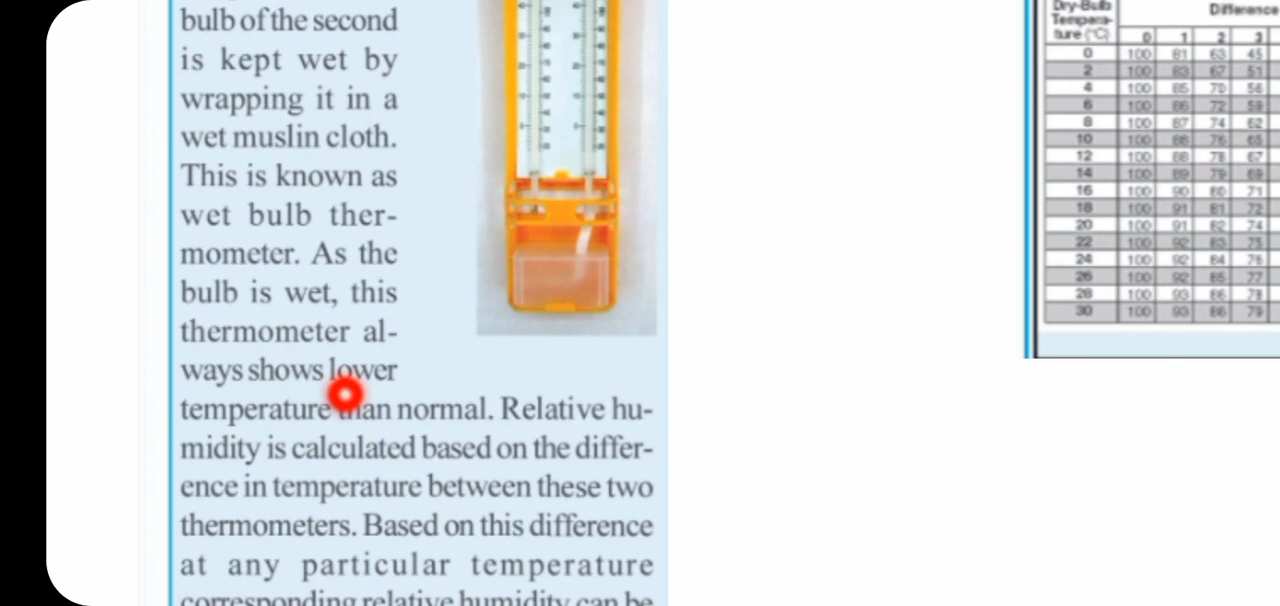 bulb of the second
is kept wet by
wrapping it in a
wet muslin cloth.
This is known as
wet bulb ther-
mometer. As the
bulb is wet, this
thermometer al-
ways shows lower
temperature than normal. Relative hu-
midity is calculated based on the differ-
ence in temperature between these two
thermometers. Based on this difference
at any particular temperature
corresponding relative humidity can be
Dry-Bulb
Tempera-
ture (°C)
Difference
0 1 2 3
0 100 81 63 45
2 100 83 67 51
4 100 85 70 56
6 100 86 72 59
8 100 87 74 62
10 100 88 76 65
12 100 88 78 67
14 100 89 79 69
16 100 90 80 71
18 100 91 81 72
20 100 91 82 74
22 100 92 83 75
24 100 92 84 76
26 100 92 85 77
28 100 93 86 78
30 100 93 86 79